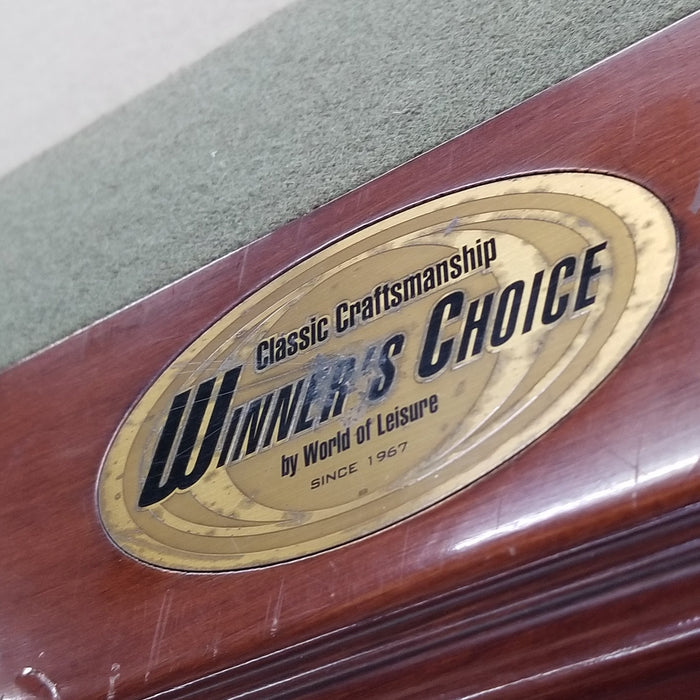 Classic Craftsmanship
WINNER'S CHOICE
by World of Leisure
SINCE 1967